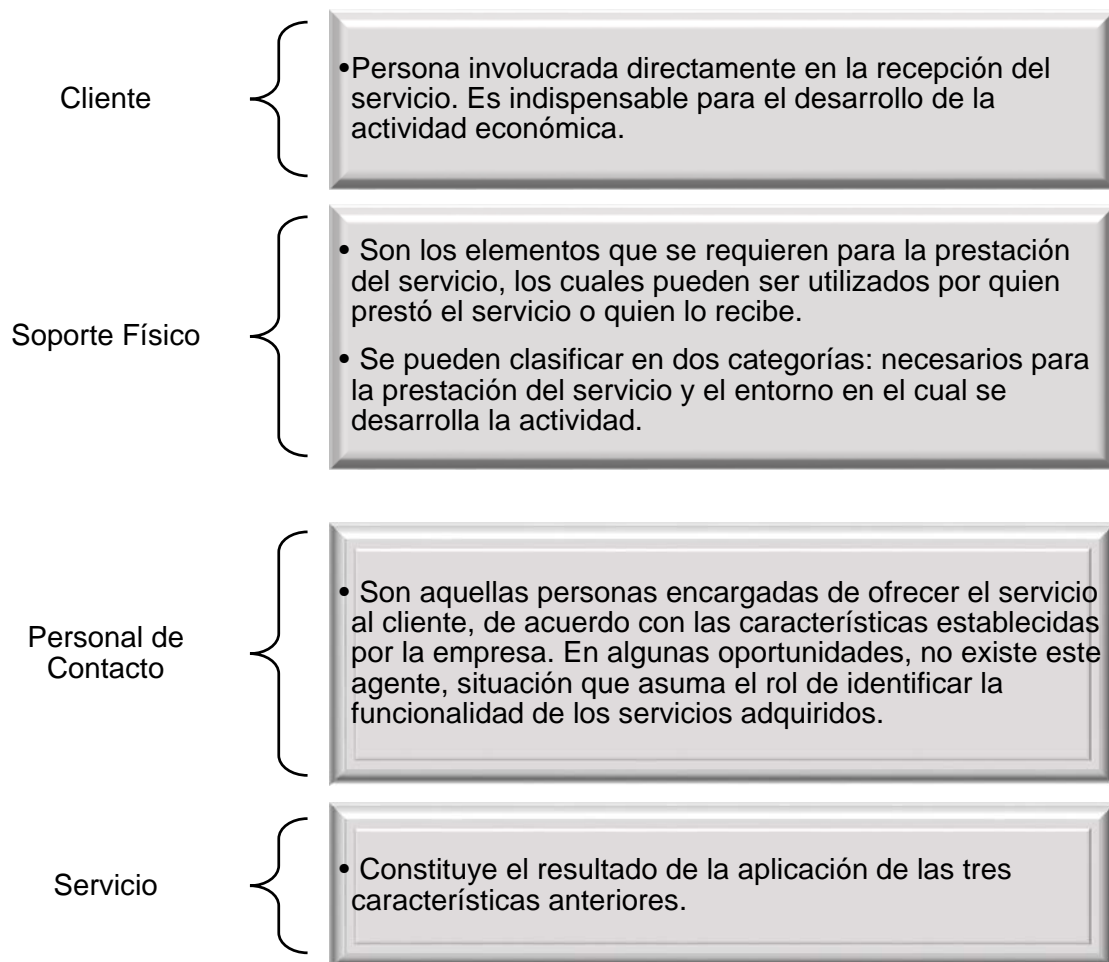 Cliente
•Persona involucrada directamente en la recepción del
servicio. Es indispensable para el desarrollo de la
actividad económica.
Soporte Físico
• Son los elementos que se requieren para la prestación
del servicio, los cuales pueden ser utilizados por quien
prestó el servicio o quien lo recibe.
• Se pueden clasificar en dos categorías: necesarios para
la prestación del servicio y el entorno en el cual se
desarrolla la actividad.
Personal de
Contacto
• Son aquellas personas encargadas de ofrecer el servicio
al cliente, de acuerdo con las características establecidas
por la empresa. En algunas oportunidades, no existe este
agente, situación que asuma el rol de identificar la
funcionalidad de los servicios adquiridos.
Servicio
• Constituye el resultado de la aplicación de las tres
características anteriores.